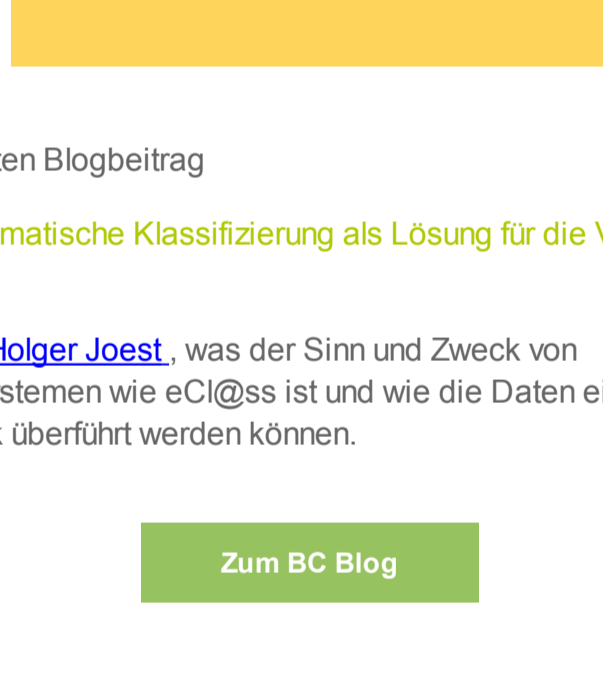 en Blogbeitrag
matische Klassifizierung als Lösung für die
Holger Joest , was der Sinn und Zweck von
stemen wie eCl@ss ist und wie die Daten ei
überführt werden können.
Zum BC Blog